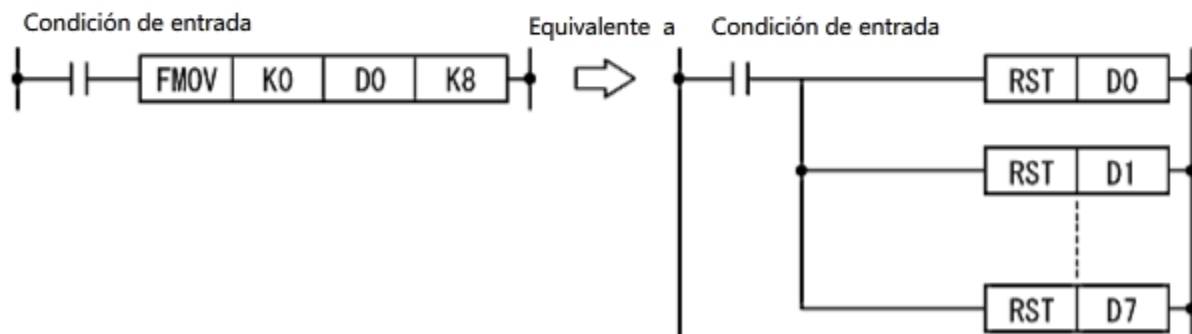 Condición de entrada
Equivalente a
Condición de entrada
FMOV K0 D0 K8
RST D0
RST D1
RST D7